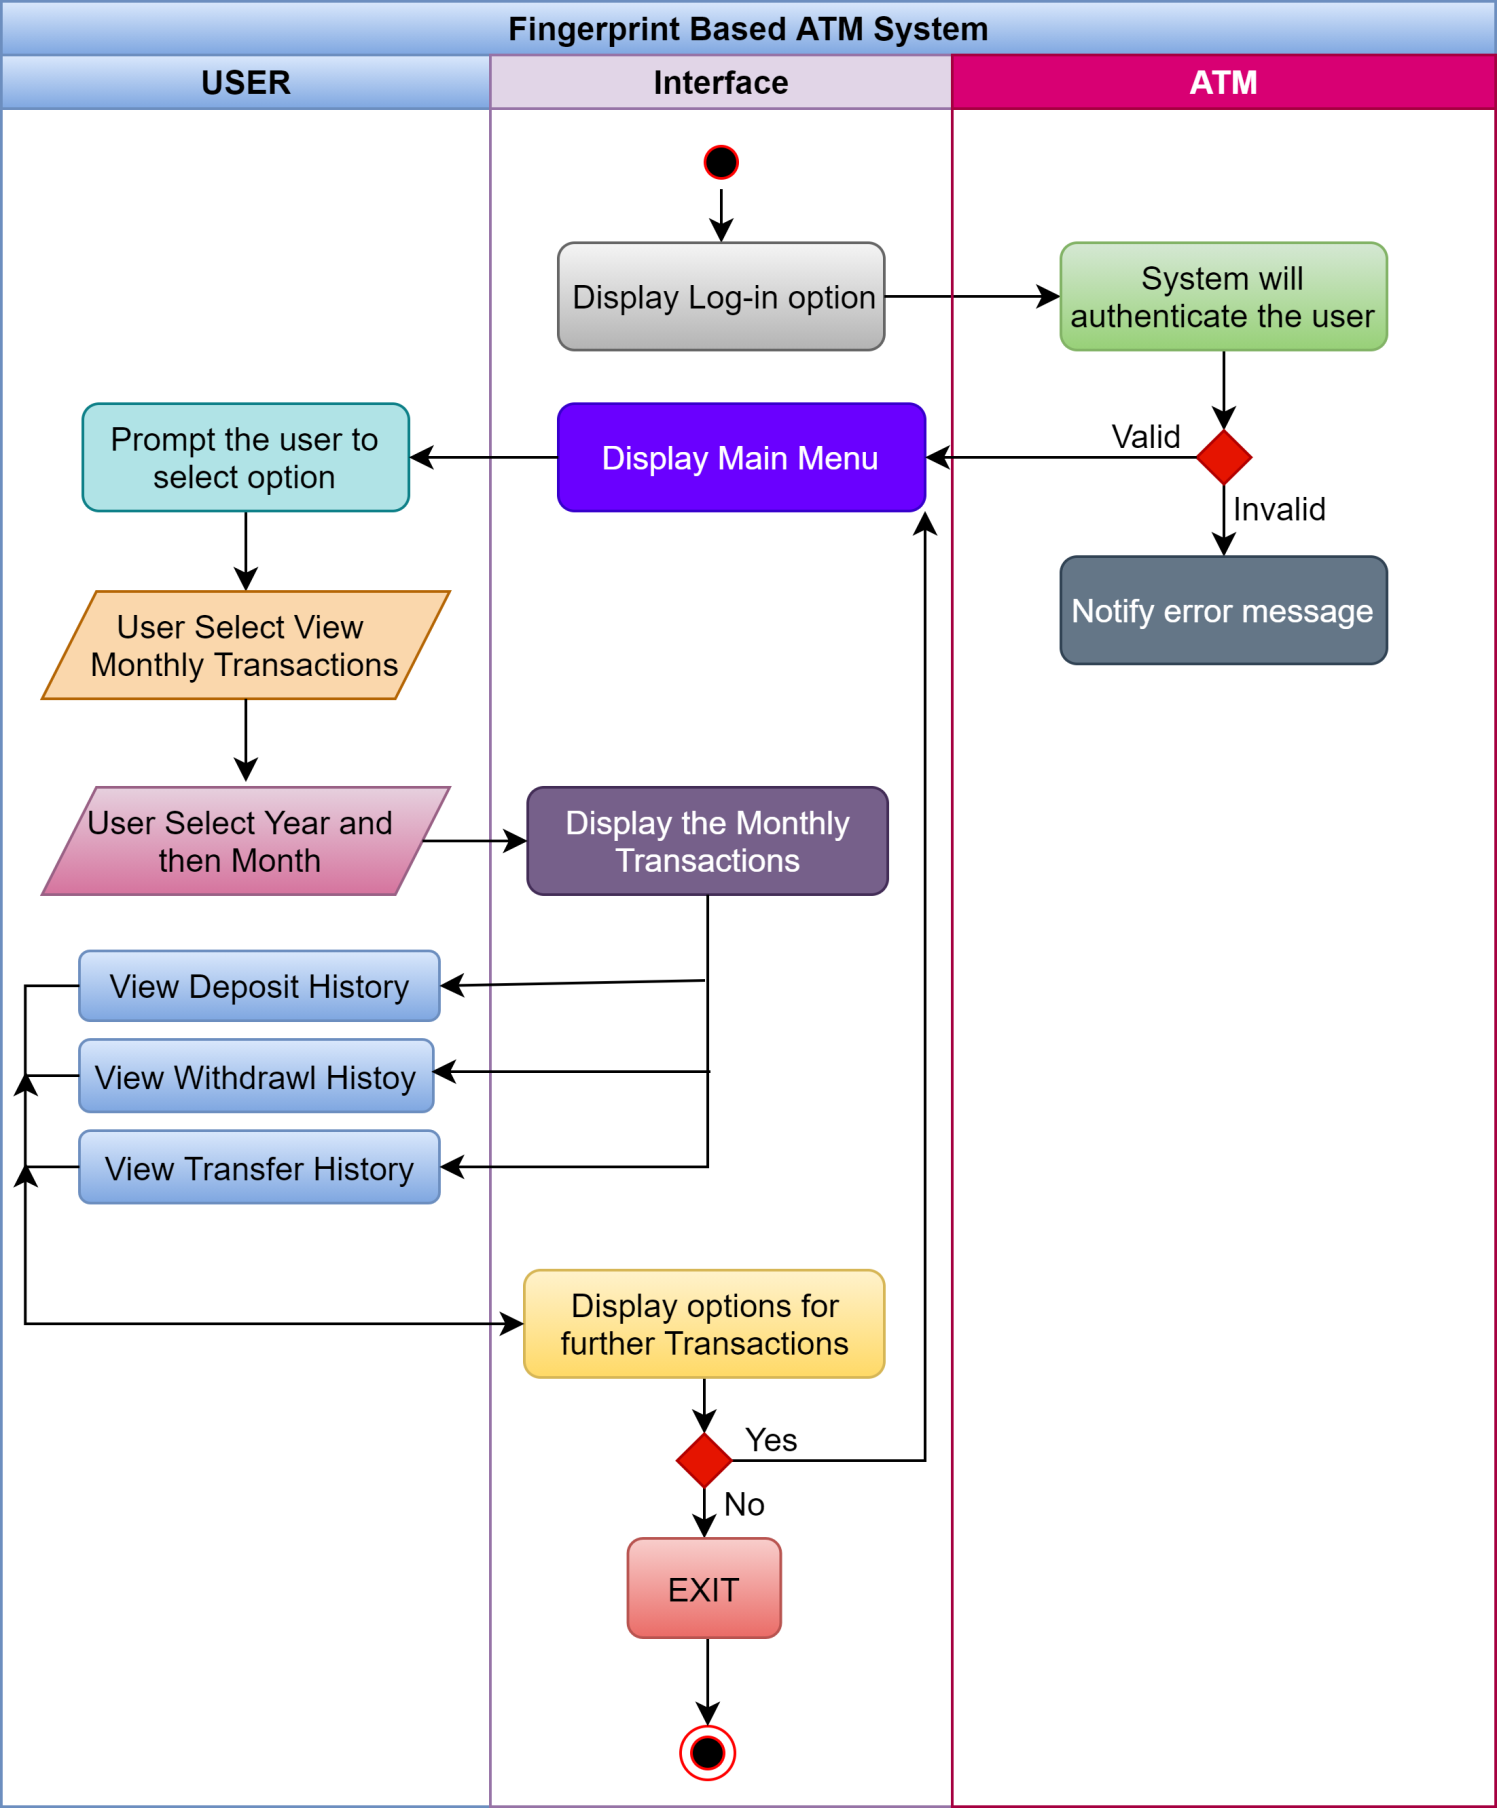 Fingerprint Based ATM System
USER
Interface
ATM
Display Log-in option
System will
authenticate the user
Prompt the user to
select option
Display Main Menu
Valid
Invalid
Notify error message
User Select View
Monthly Transactions
User Select Year and
then Month
Display the Monthly
Transactions
View Deposit History
View Withdrawl Histoy
View Transfer History
Display options for
further Transactions
Yes
No
EXIT